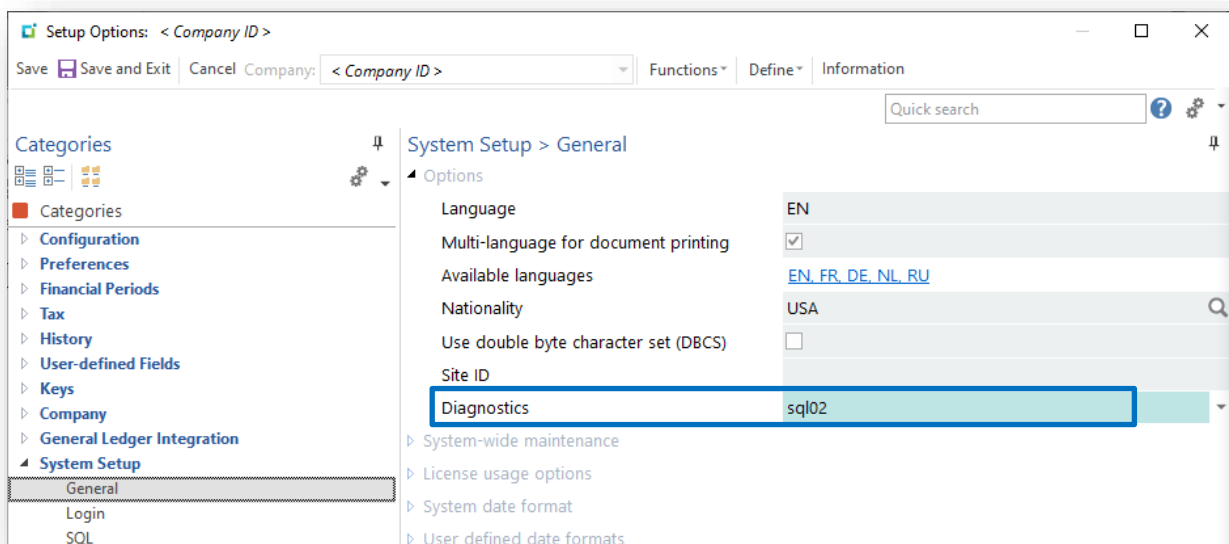 Setup Options: < Company ID >
Save Save and Exit Cancel Company: < Company ID > Functions Define Information
Quick search
Categories
Categories
Configuration
Preferences
Financial Periods
Tax
History
User-defined Fields
Keys
Company
General Ledger Integration
System Setup
General
Login
SQL
System Setup > General
Options
Language EN
Multi-language for document printing
Available languages EN, FR, DE, NL, RU
Nationality USA
Use double byte character set (DBCS)
Site ID
Diagnostics sql02
System-wide maintenance
License usage options
System date format
User defined date formats